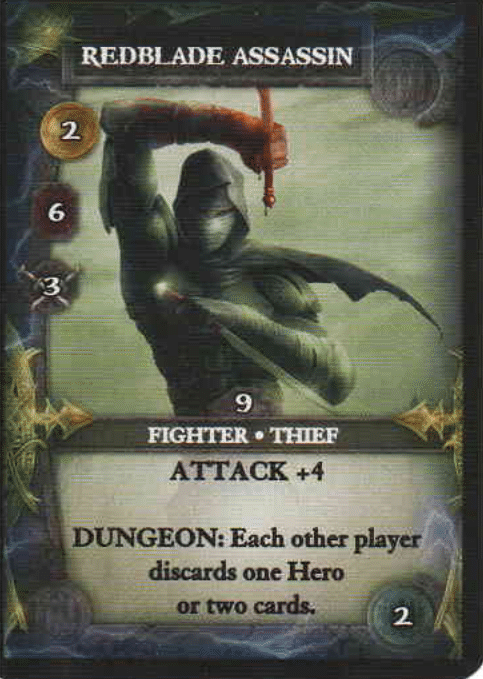 REDBLADE ASSASSIN
2
6
3
9
FIGHTER • THIEF
ATTACK +4
DUNGEON: Each other player
discards one Hero
or two cards.
2